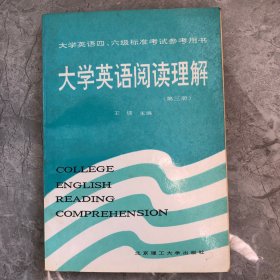 大学英语四、六级标准考试参考用书
大学英语阅读理解
(第三册)
主编
COLLEGE
ENGLISH
READING
COMPREHENSION
北京理工大学出版社